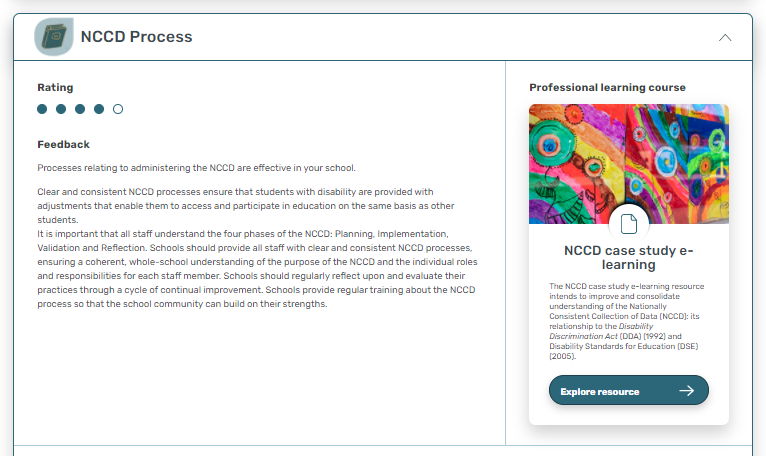 NCCD Process
Rating
Feedback
Processes relating to administering the NCCD are effective in your school.
Clear and consistent NCCD processes ensure that students with disability are provided with
adjustments that enable them to access and participate in education on the same basis as other
students.
It is important that all staff understand the four phases of the NCCD: Planning, Implementation,
Validation and Reflection. Schools should provide all staff with clear and consistent NCCD processes,
ensuring a coherent, whole-school understanding of the purpose of the NCCD and the individual roles
and responsibilities for each staff member. Schools should regularly reflect upon and evaluate their
practices through a cycle of continual improvement. Schools provide regular training about the NCCD
process so that the school community can build on their strengths.
Professional learning course
NCCD case study e-
learning
The NCCD case study e-learning resource
intends to improve and consolidate
understanding of the Nationally
Consistent Collection of Data (NCCD); its
relationship to the Disability
Discrimination Act (DDA) (1992) and
Disability Standards for Education (DSE)
(2005).
Explore resource